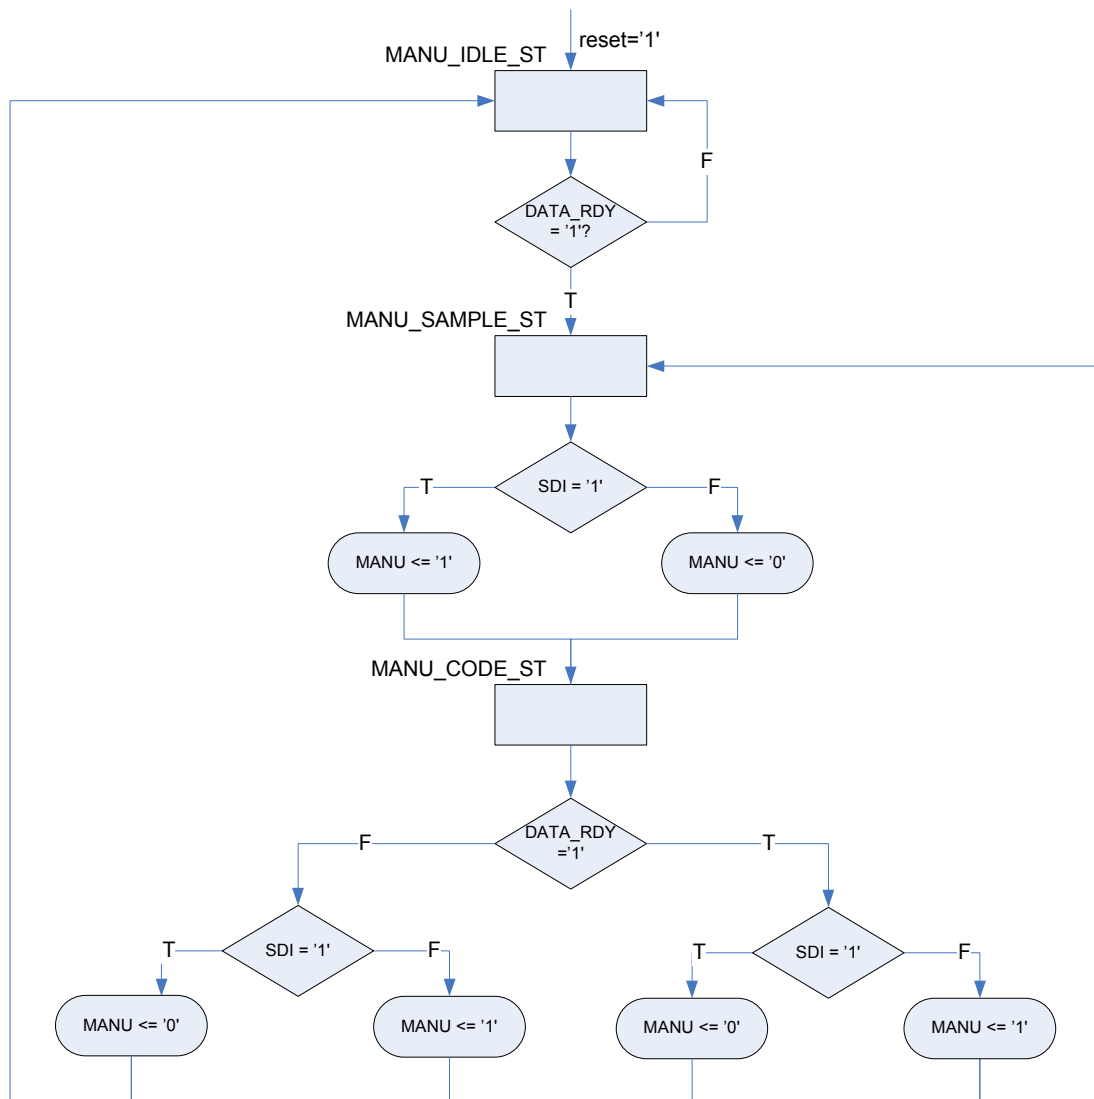 reset='1'
MANU_IDLE_ST
F
DATA_RDY
= '1'?
T
MANU_SAMPLE_ST
SDI = '1'
T
F
MANU <= '1'
MANU <= '0'
MANU_CODE_ST
DATA_RDY
='1'
F
T
SDI = '1'
SDI = '1'
T
F
T
F
MANU <= '0'
MANU <= '1'
MANU <= '0'
MANU <= '1'